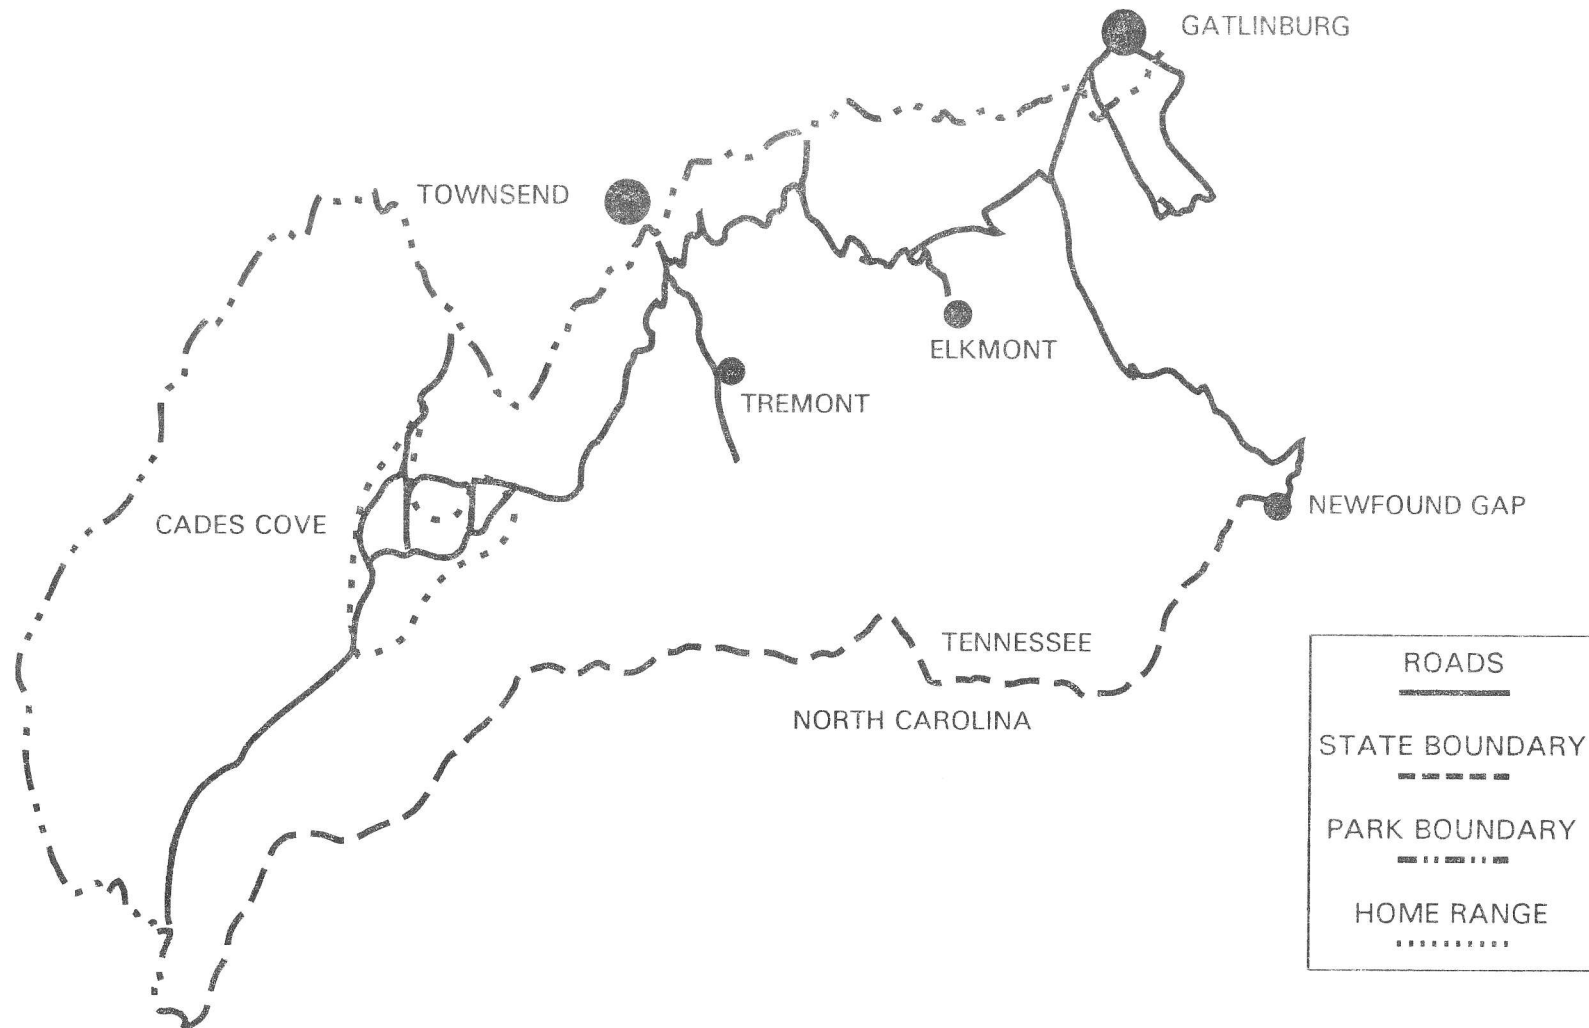 GATLINBURG
TOWNSEND
ELKMONT
TREMONT
CADES COVE
NEWFOUND GAP
TENNESSEE
NORTH CAROLINA
ROADS
STATE BOUNDARY
PARK BOUNDARY
HOME RANGE